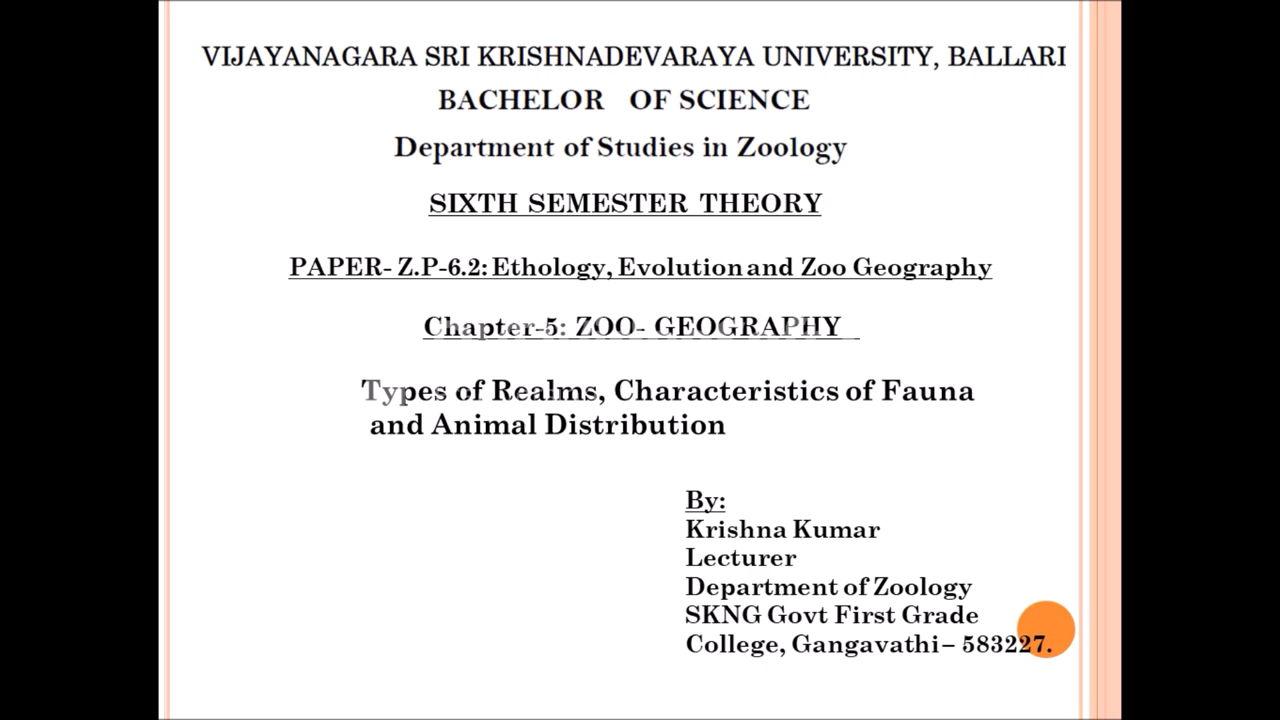 VIJAYANAGARA SRI KRISHNADEVARAYA UNIVERSITY, BALLARI
BACHELOR OF SCIENCE
Department of Studies in Zoology
SIXTH SEMESTER THEORY
PAPER- Z.P-6.2: Ethology, Evolution and Zoo Geography
Chapter-5: ZOO- GEOGRAPHY
Types of Realms, Characteristics of Fauna
and Animal Distribution
By:
Krishna Kumar
Lecturer
Department of Zoology
SKNG Govt First Grade
College, Gangavathi – 583227.